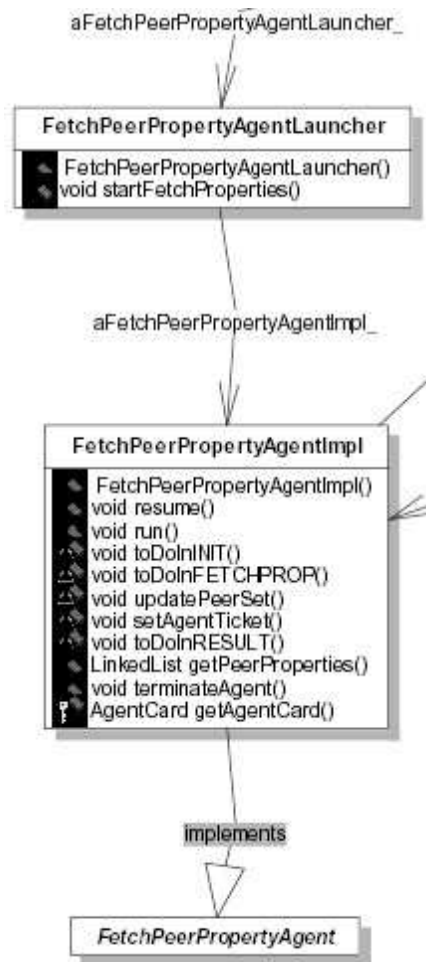 aFetchPeerPropertyAgentLauncher_
FetchPeerPropertyAgentLauncher
FetchPeerPropertyAgentLauncher()
void startFetchProperties()
aFetchPeerPropertyAgentImpl_
FetchPeerPropertyAgentImpl
FetchPeerPropertyAgentImpl()
void resume()
void run()
void toDoInINIT()
void toDoInFETCHPROP()
void updatePeerSet()
void setAgentTicket()
void toDoInRESULT()
LinkedList getPeerProperties()
void terminateAgent()
AgentCard getAgentCard()
implements
FetchPeerPropertyAgent